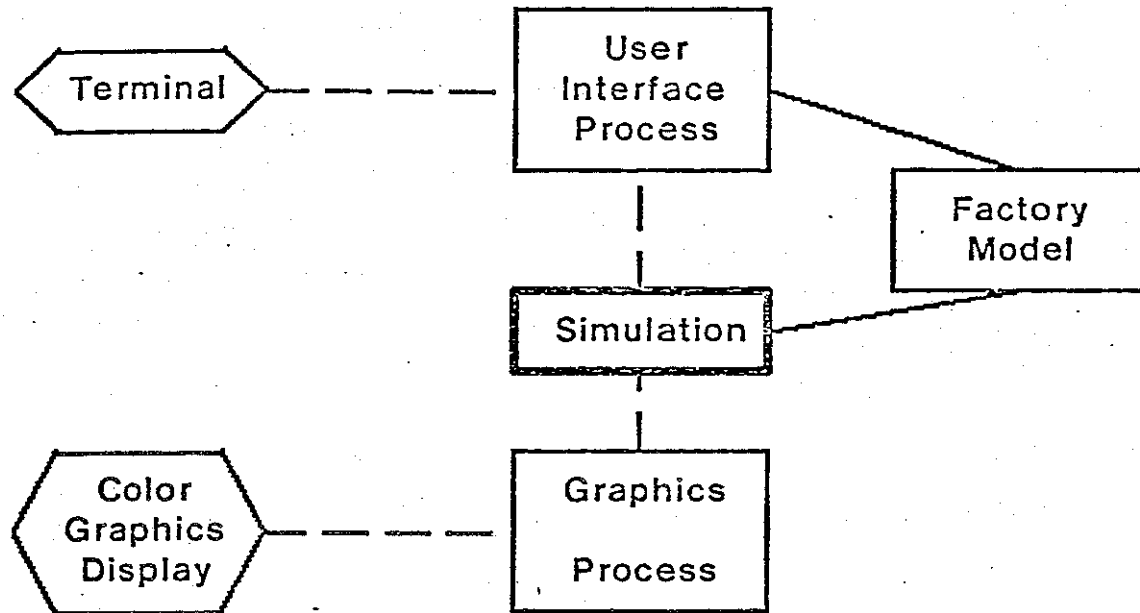 Terminal
User
Interface
Process
Factory
Model
Simulation
Color
Graphics
Display
Graphics
Process